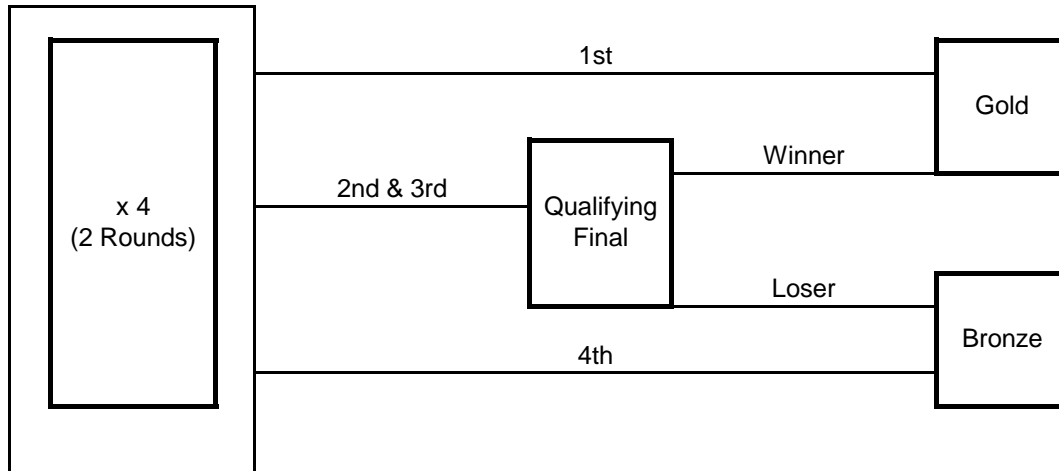 1st
Gold
Winner
x 4
(2 Rounds)
2nd & 3rd
Qualifying
Final
Loser
Bronze
4th